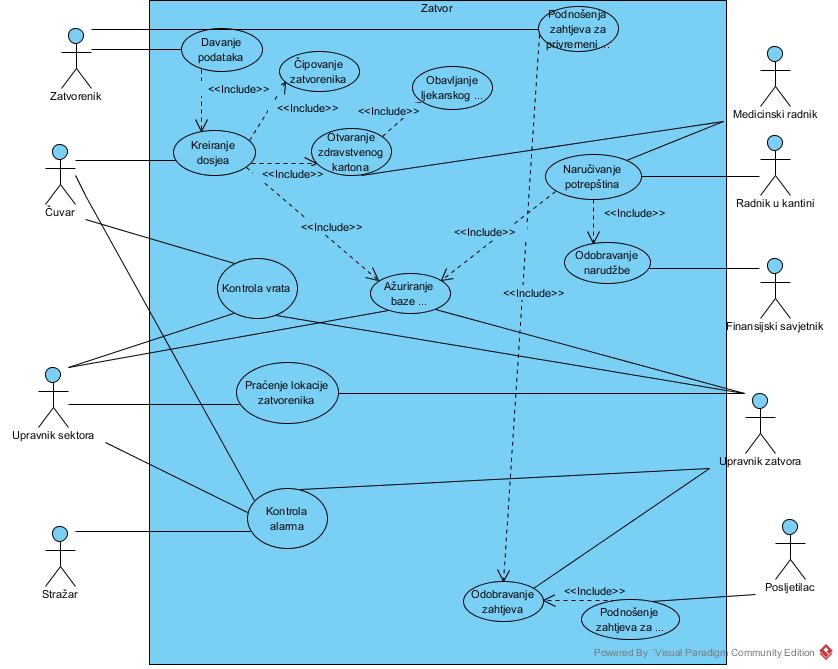 Zatvor
Podnošenja
zahtjeva za
privremeni ...
Davanje
podataka
Čipovanje
zatvorenika
Obavljanje
ljekarskog ...
Zatvorenik
<<Include>>
<<Include>>
<<Include>>
Medicinski radnik
Kreiranje
dosjea
Otvaranje
zdravstvenog
kartona
<<Include>>
Naručivanje
potrepština
Radnik u kantini
Čuvar
<<Include>>
<<Include>>
<<Include>>
Odobravanje
narudžbe
Kontrola vrata
Ažuriranje
baze ...
<<Include>>
Finansijski savjetnik
Praćenje lokacije
zatvorenika
Upravnik sektora
Upravnik zatvora
Kontrola
alarma
Stražar
Posljetilac
Odobravanje
zahtjeva
<<Include>>
Podnošenje
zahtjeva za ...
Powered By Visual Paradigm Community Edition